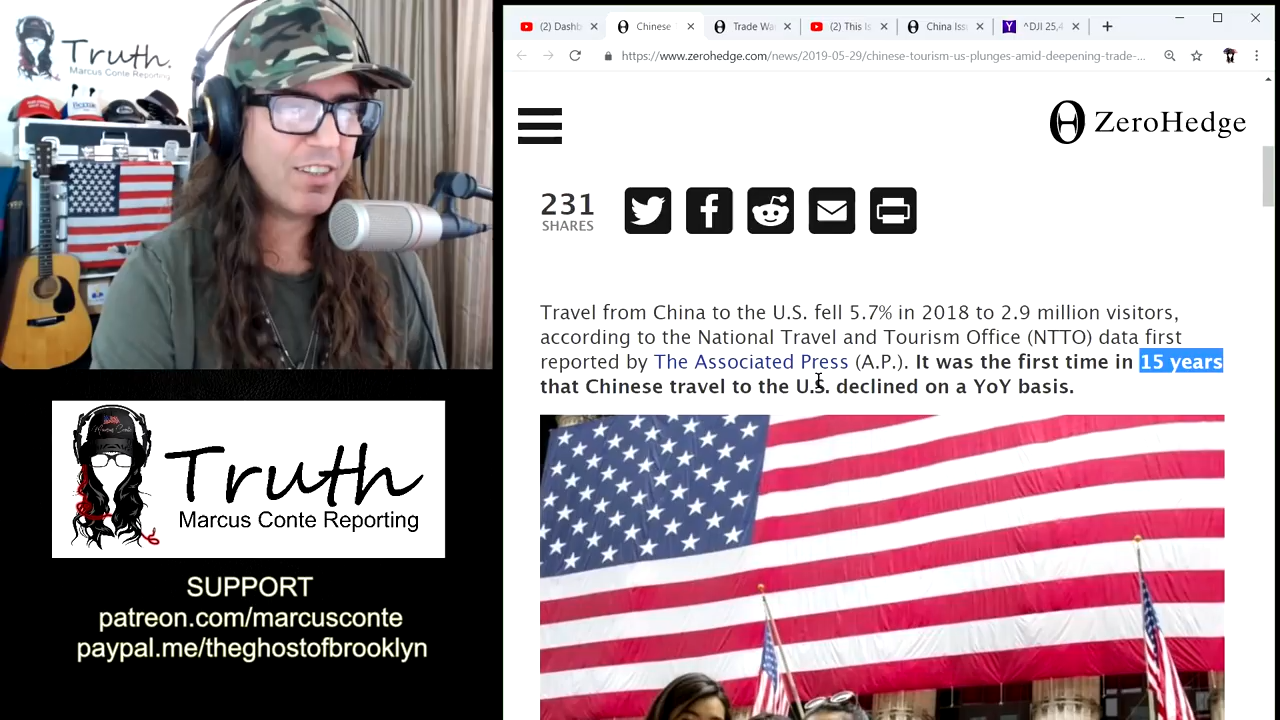 Truth.
Marcus Conte Reporting
Truth
Marcus Conte Reporting
SUPPORT
patreon.com/marcusconte
paypal.me/theghostofbrooklyn
(2) Dashb
Chinese
Trade Wa
(2) This Is
China Iss
^DJI 25,4
https://www.zerohedge.com/news/2019-05-29/chinese-tourism-us-plunges-amid-deepening-trade-...
ZeroHedge
231
SHARES
Travel from China to the U.S. fell 5.7% in 2018 to 2.9 million visitors,
according to the National Travel and Tourism Office (NTTO) data first
reported by The Associated Press (A.P.). It was the first time in 15 years
that Chinese travel to the U.S. declined on a YoY basis.